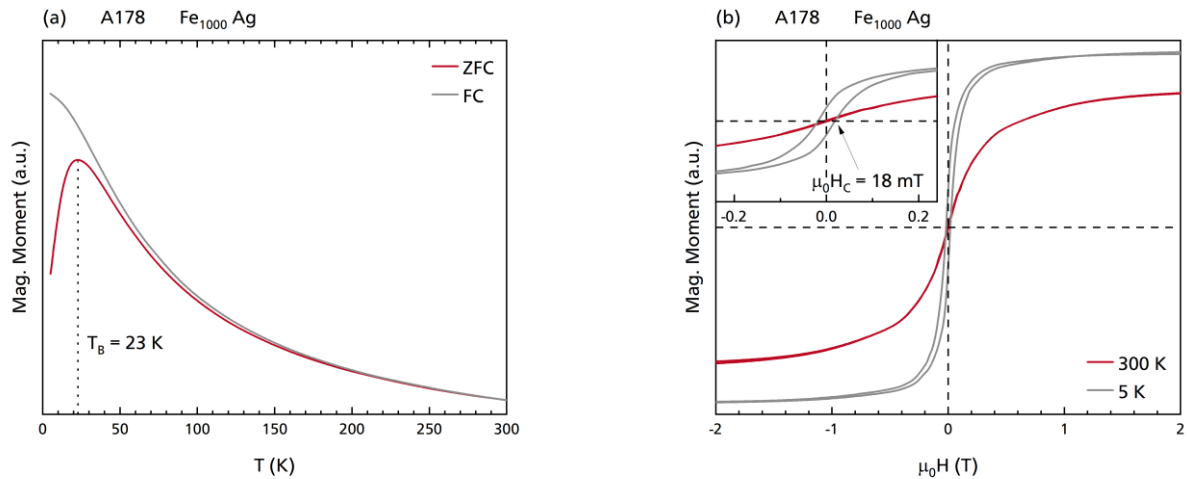 (a) A178 Fe1000 Ag
Mag. Moment (a.u.)
ZFC
FC
TB = 23 K
0 50 100 150 200 250 300
T (K)
(b) A178 Fe1000 Ag
Mag. Moment (a.u.)
μ0HC = 18 mT
-0.2 0.0 0.2
300 K
5 K
-2 -1 0 1 2
μ0H (T)